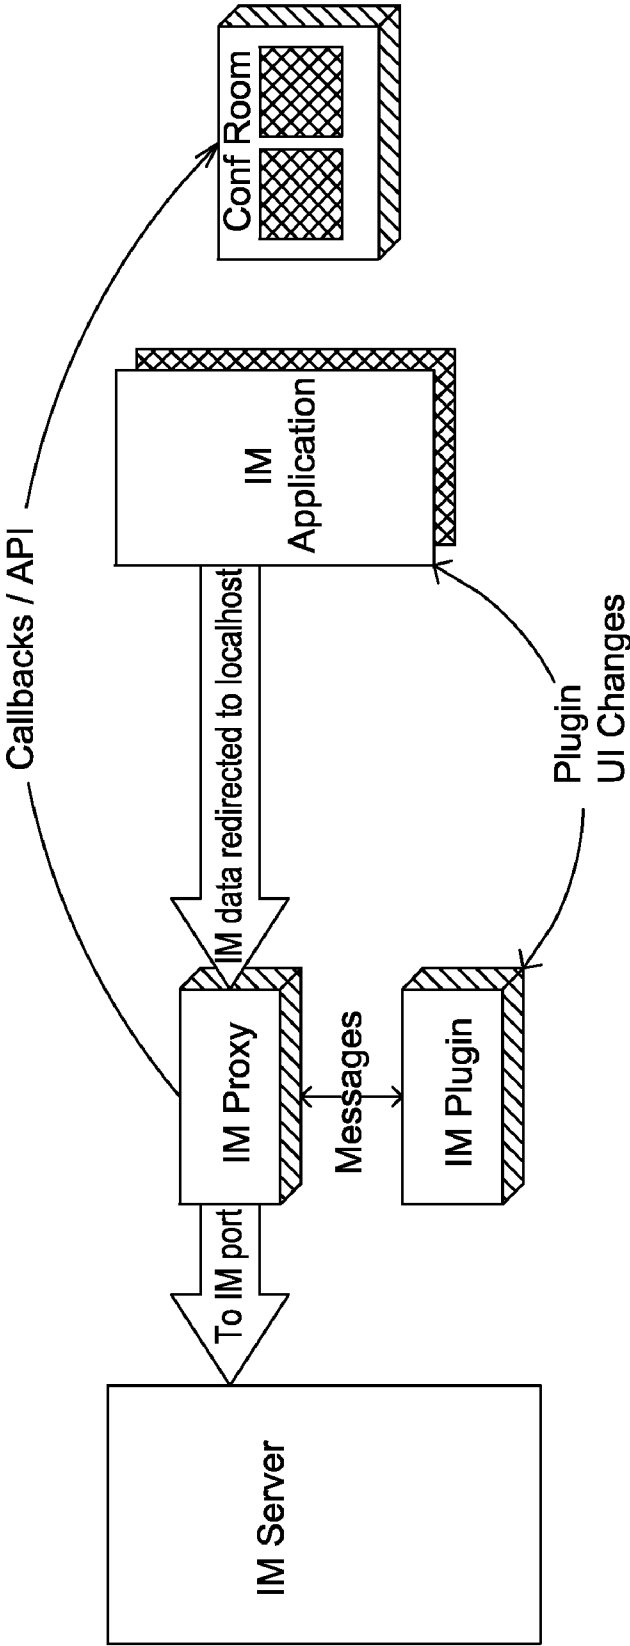 Callbacks / API
IM Server
To IM port
IM Proxy
IM data redirected to localhost
IM
Application
Conf Room
Messages
IM Plugin
Plugin
UI Changes